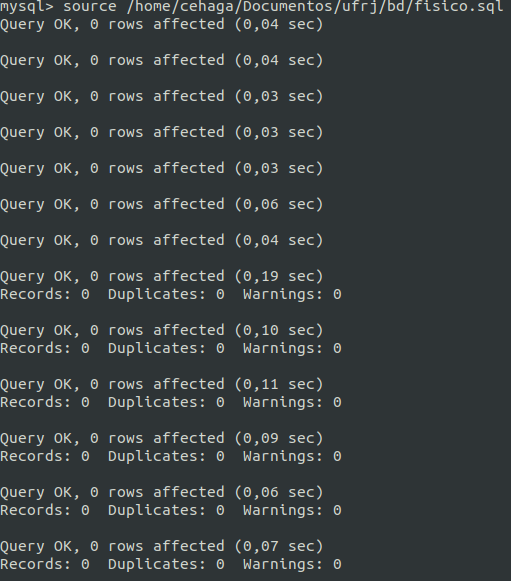 mysql> source /home/cehaga/Documentos/ufrj/bd/fisico.sql
Query OK, 0 rows affected (0,04 sec)
Query OK, 0 rows affected (0,04 sec)
Query OK, 0 rows affected (0,03 sec)
Query OK, 0 rows affected (0,03 sec)
Query OK, 0 rows affected (0,03 sec)
Query OK, 0 rows affected (0,06 sec)
Query OK, 0 rows affected (0,04 sec)
Query OK, 0 rows affected (0,19 sec)
Records: 0  Duplicates: 0  Warnings: 0
Query OK, 0 rows affected (0,10 sec)
Records: 0  Duplicates: 0  Warnings: 0
Query OK, 0 rows affected (0,11 sec)
Records: 0  Duplicates: 0  Warnings: 0
Query OK, 0 rows affected (0,09 sec)
Records: 0  Duplicates: 0  Warnings: 0
Query OK, 0 rows affected (0,06 sec)
Records: 0  Duplicates: 0  Warnings: 0
Query OK, 0 rows affected (0,07 sec)
Records: 0  Duplicates: 0  Warnings: 0